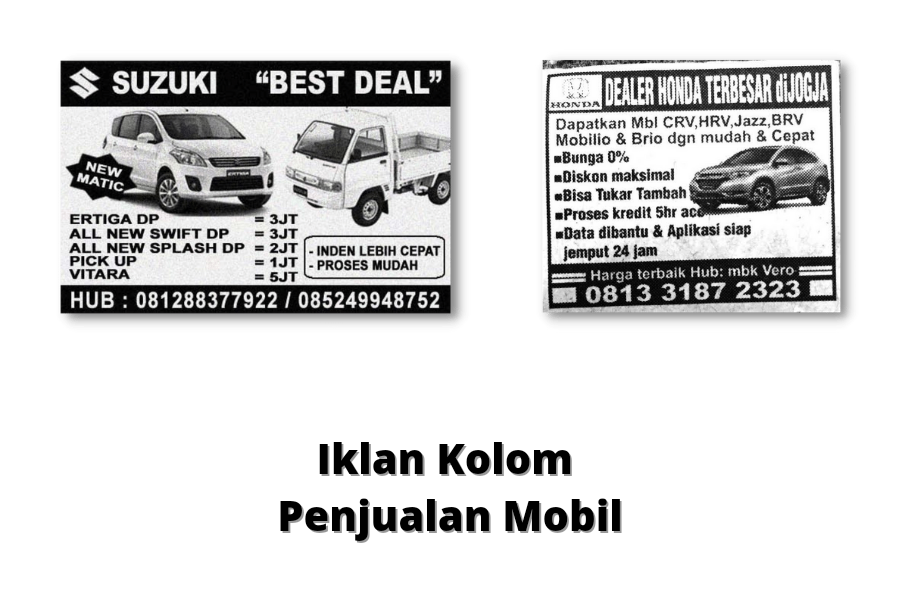 SUZUKI "BEST DEAL"
NEW
MATIC
ERTIGA
ERTIGA DP = 3JT
ALL NEW SWIFT DP = 3JT
ALL NEW SPLASH DP = 2JT
PICK UP = 1JT
VITARA = 5JT
- INDEN LEBIH CEPAT
- PROSES MUDAH
HUB : 081288377922 / 085249948752
HONDA
DEALER HONDA TERBESAR diJOGJA
Dapatkan Mbl CRV,HRV,Jazz,BRV
Mobilio & Brio dgn mudah & Cepat
▪Bunga 0%
▪Diskon maksimal
▪Bisa Tukar Tambah
▪Proses kredit 5hr acc
▪Data dibantu & Aplikasi siap
jemput 24 jam
Harga terbaik Hub: mbk Vero
0813 3187 2323
Iklan Kolom
Penjualan Mobil